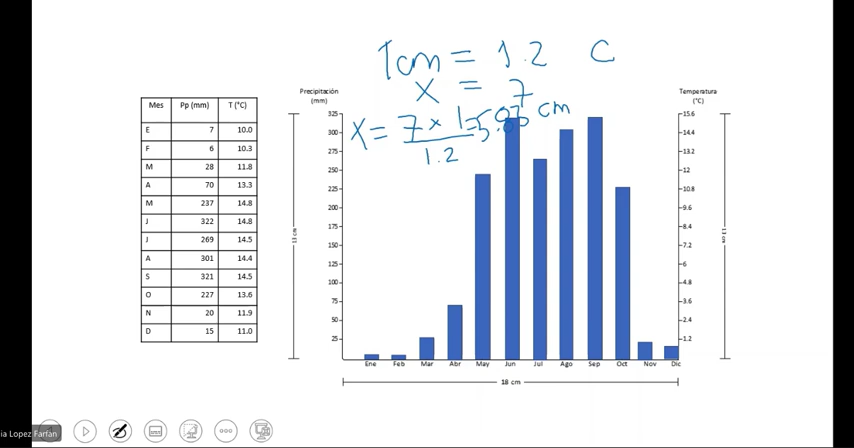 1cm = 1.2 C
X = 7
X = 7 x 1 = 5.83 cm
1.2
Mes Pp (mm) T (°C)
E 7 10.0
F 6 10.3
M 28 11.8
A 70 13.3
M 237 14.8
J 322 14.8
J 269 14.5
A 301 14.4
S 321 14.5
O 227 13.6
N 20 11.9
D 15 11.0
Precipitación
(mm)
325
300
275
250
225
200
175
150
125
100
75
50
25
13 cm
Temperatura
(°C)
15.6
14.4
13.2
12
10.8
9.6
8.4
7.2
6
4.8
3.6
2.4
1.2
13 cm
Ene Feb Mar Abr May Jun Jul Ago Sep Oct Nov Dic
18 cm
ia Lopez Farfan